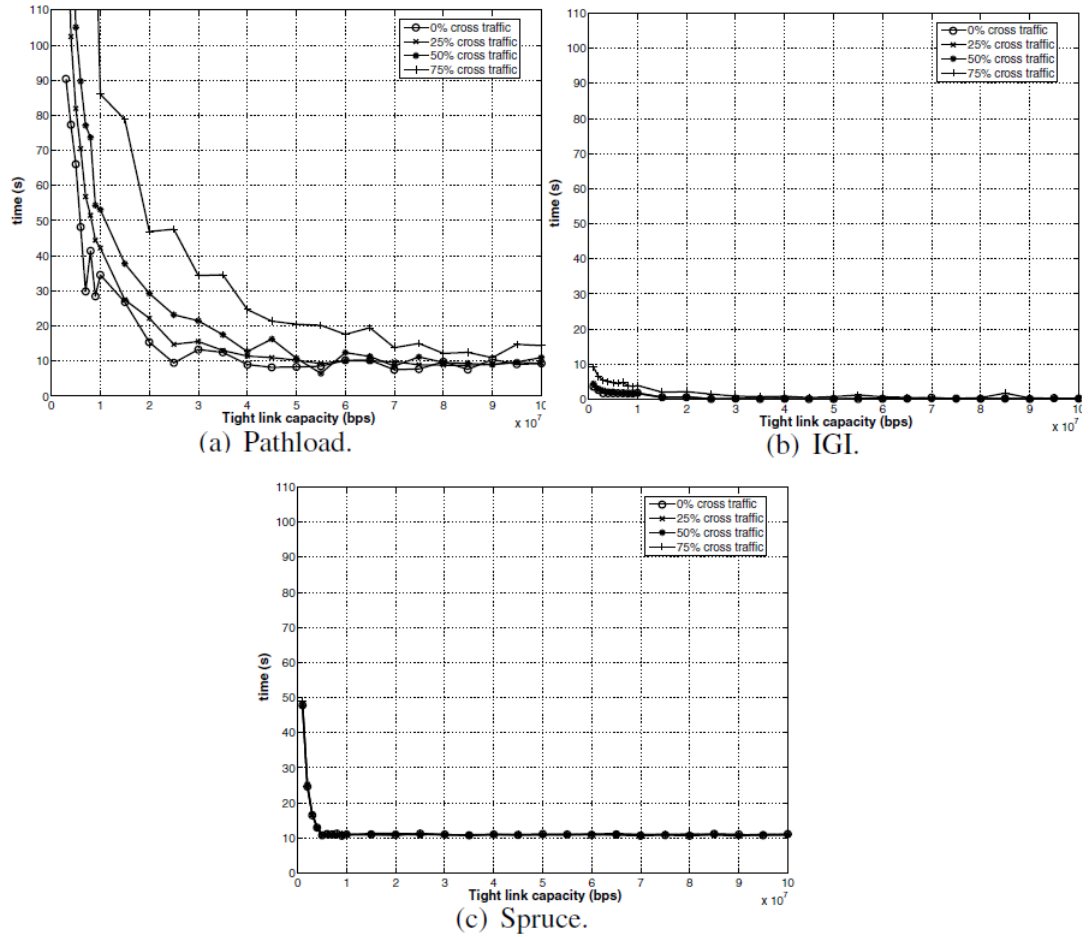 110
100
90
80
70
60
50
40
30
20
10
0
time (s)
0% cross traffic
25% cross traffic
50% cross traffic
75% cross traffic
0 1 2 3 4 5 6 7 8 9 10
Tight link capacity (bps)
x 10⁷
(a) Pathload.
110
100
90
80
70
60
50
40
30
20
10
0
time (s)
0% cross traffic
25% cross traffic
50% cross traffic
75% cross traffic
0 1 2 3 4 5 6 7 8 9 10
Tight link capacity (bps)
x 10⁷
(b) IGI.
110
100
90
80
70
60
50
40
30
20
10
0
time (s)
0% cross traffic
25% cross traffic
50% cross traffic
75% cross traffic
0 1 2 3 4 5 6 7 8 9 10
Tight link capacity (bps)
x 10⁷
(c) Spruce.